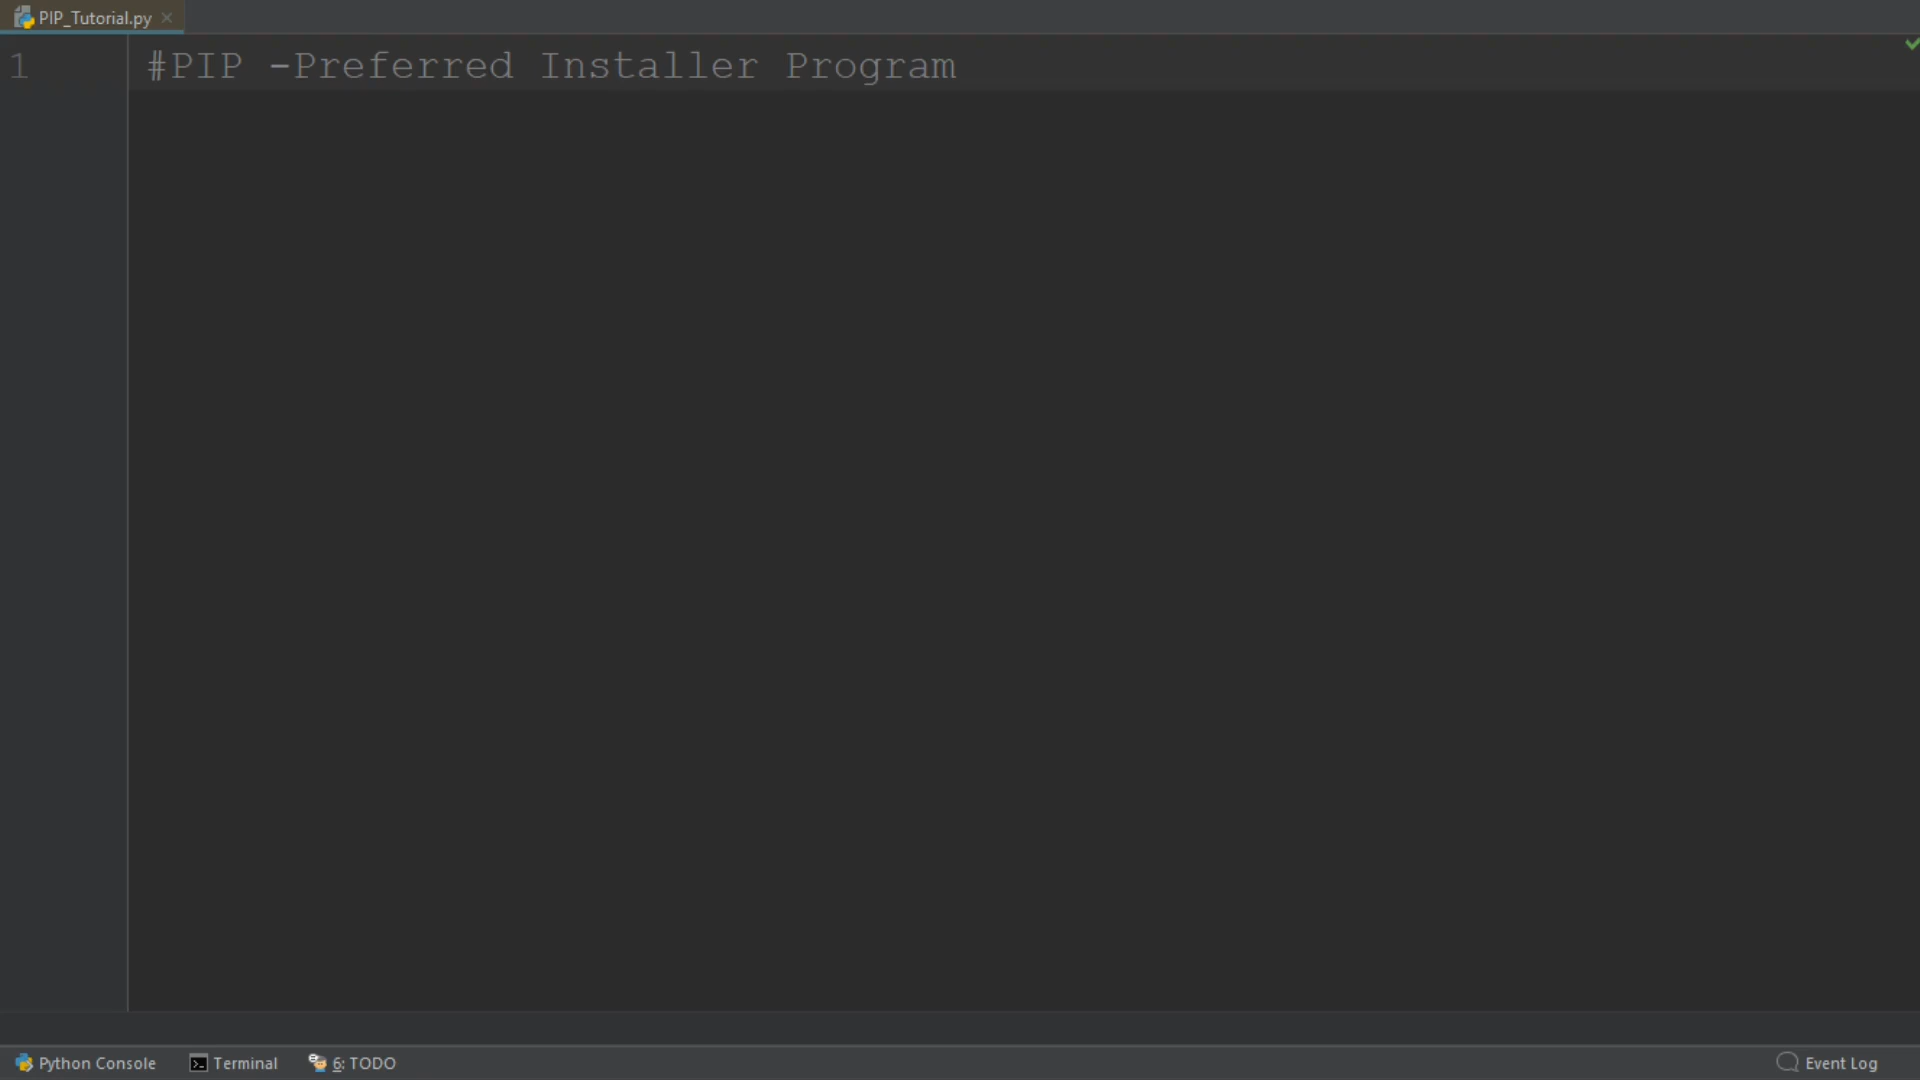 PIP_Tutorial.py
1 #PIP -Preferred Installer Program
Python Console Terminal 6: TODO Event Log